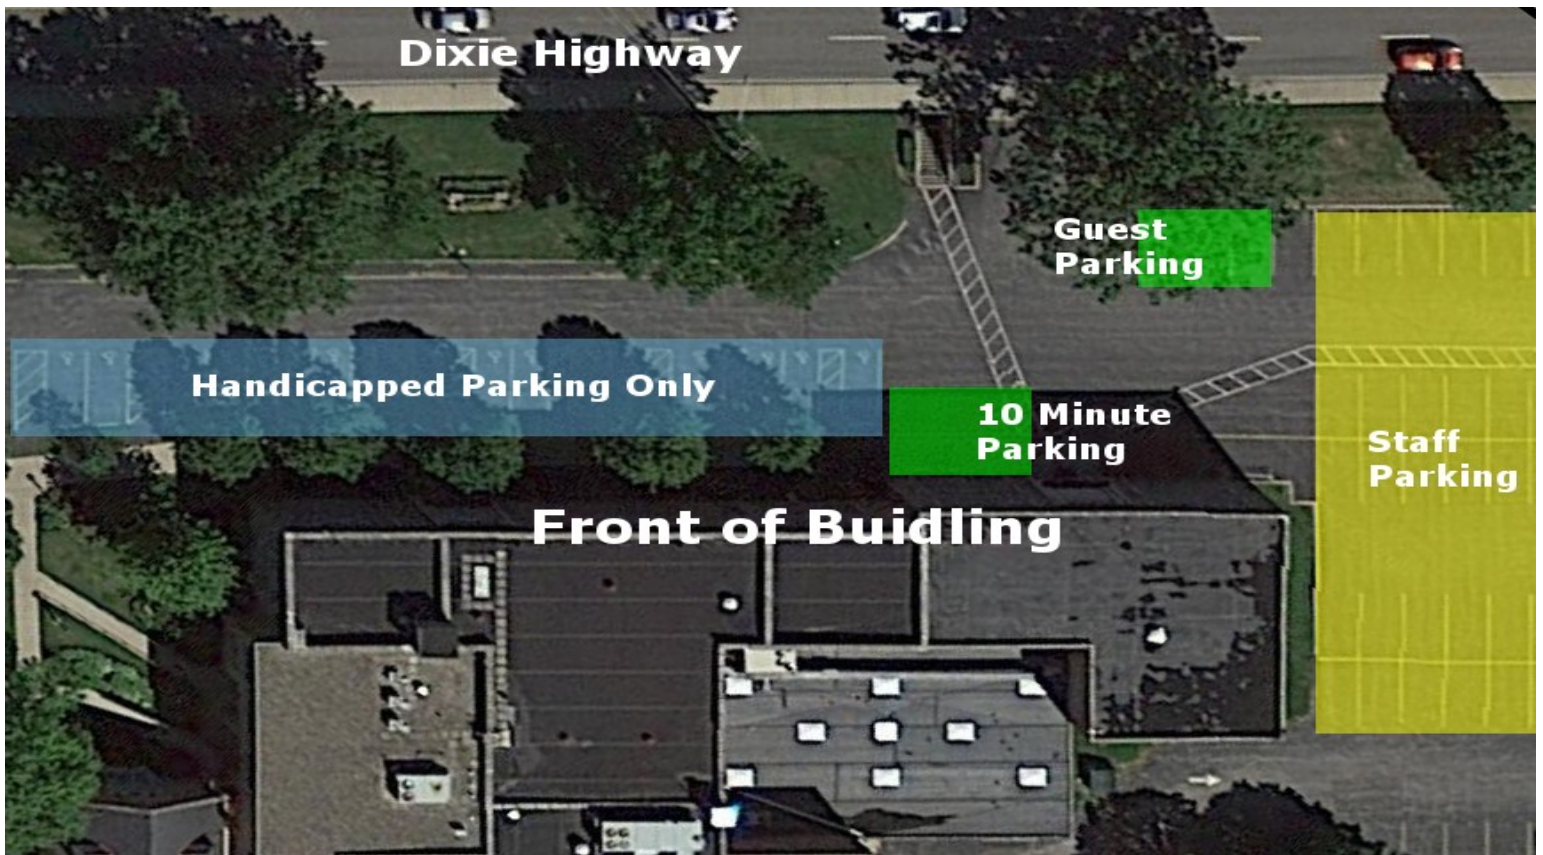 Dixie Highway
Guest
Parking
Handicapped Parking Only
10 Minute
Parking
Staff
Parking
Front of Buidling